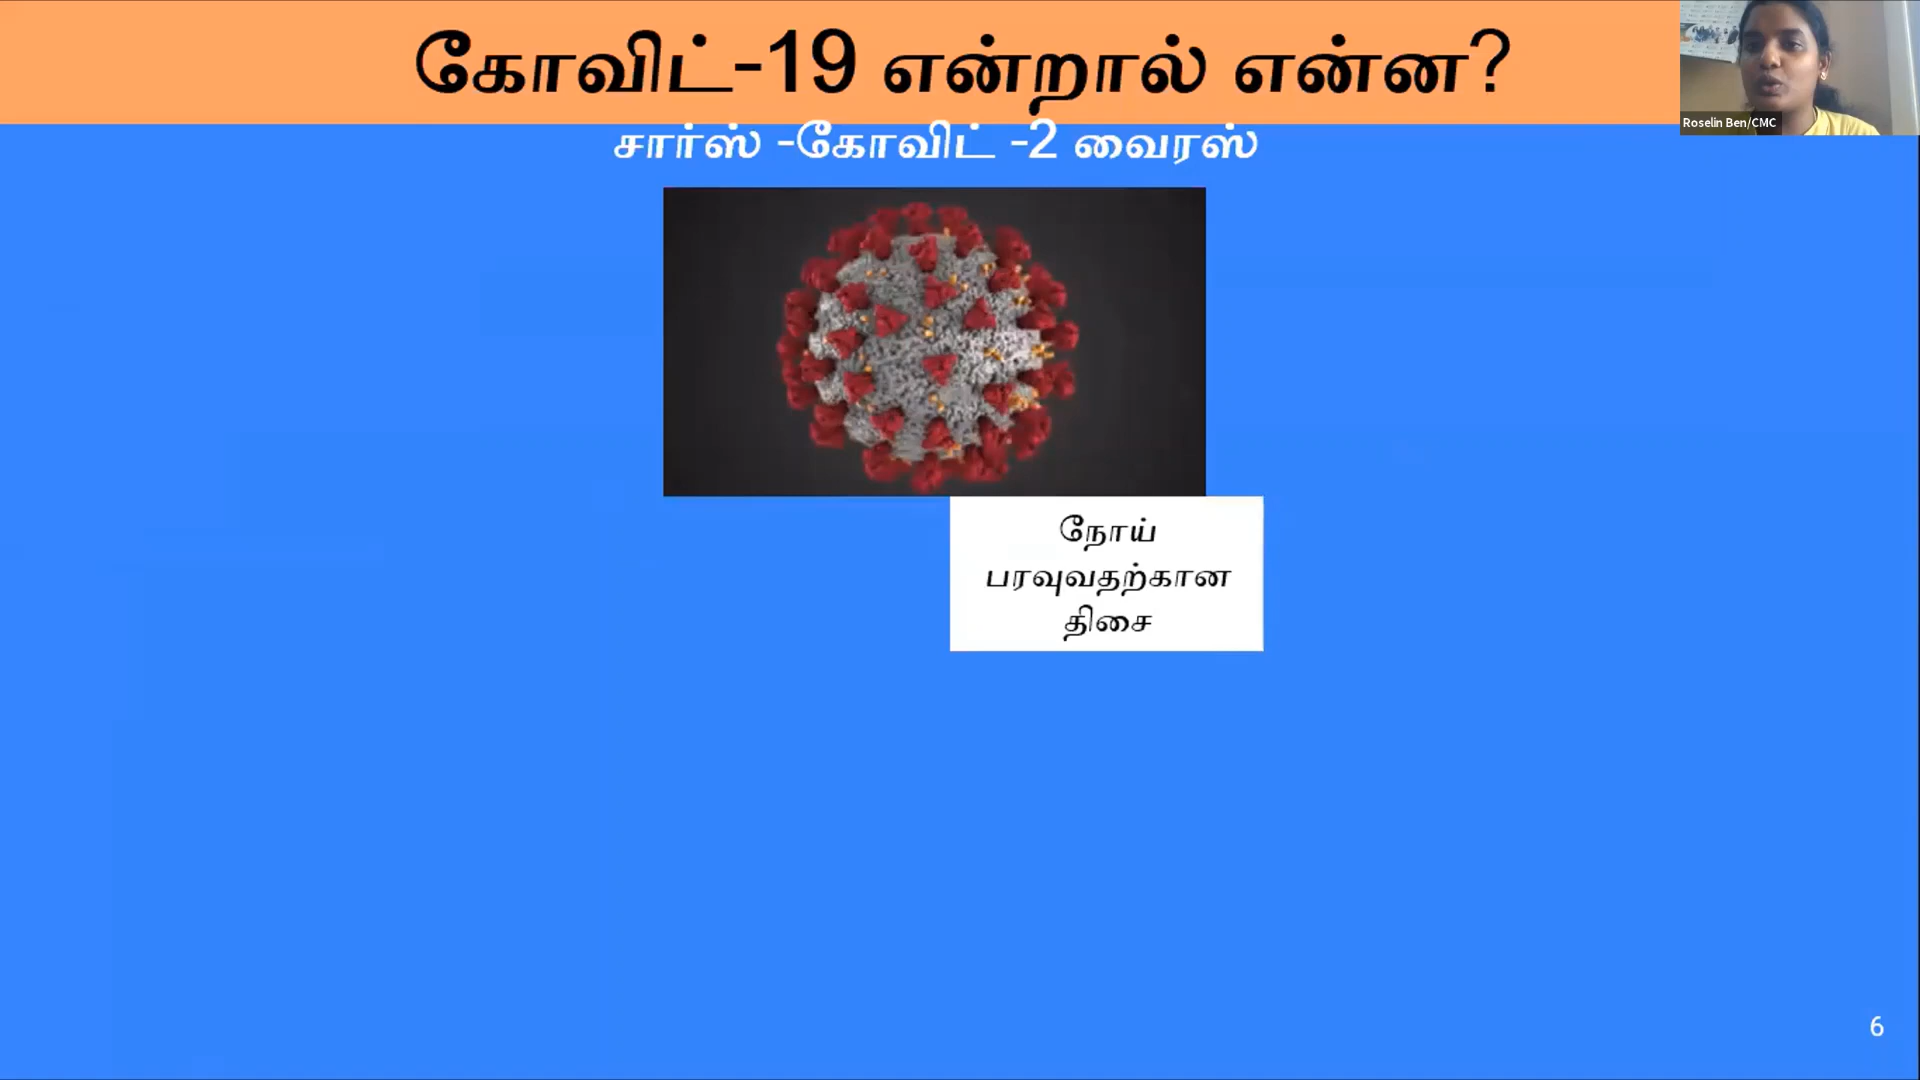 கோவிட்-19 என்றால் என்ன?
Roselin Ben/CMC
சார்ஸ் -கோவிட் -2 வைரஸ்
நோய்
பரவுவதற்கான
திசை
6